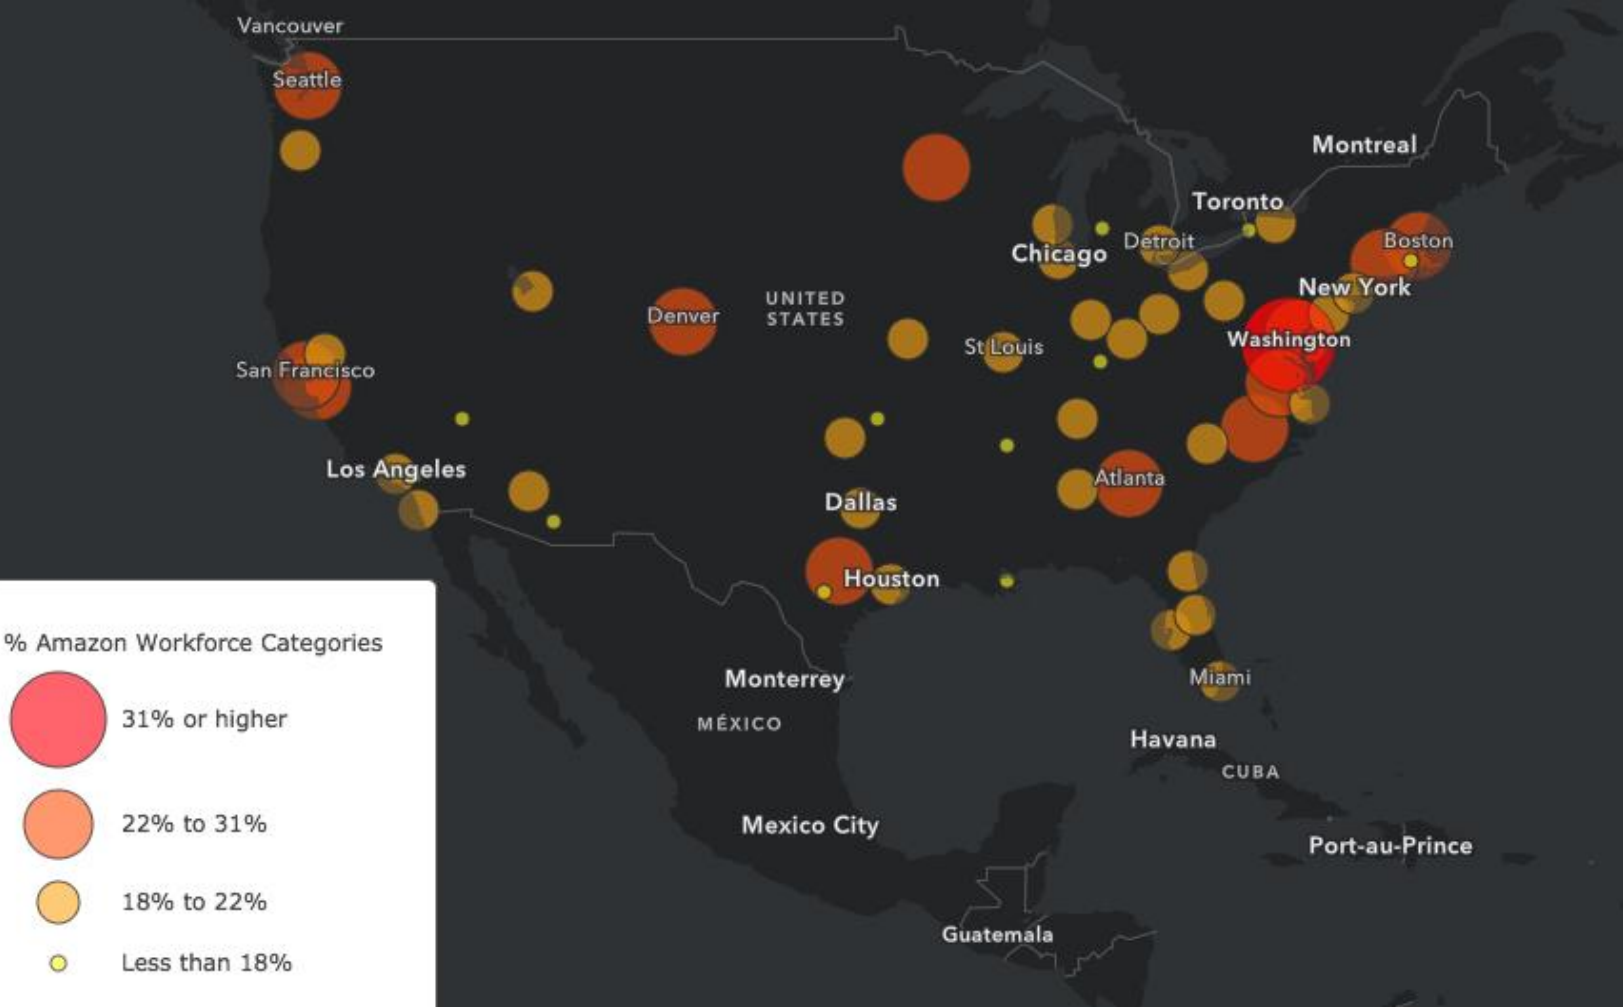 Vancouver
Seattle
Montreal
Toronto
Boston
Detroit
Chicago
New York
UNITED
STATES
Denver
Washington
St Louis
San Francisco
Los Angeles
Atlanta
Dallas
Houston
% Amazon Workforce Categories
31% or higher
22% to 31%
18% to 22%
Less than 18%
Monterrey
MÉXICO
Miami
Havana
CUBA
Mexico City
Port-au-Prince
Guatemala